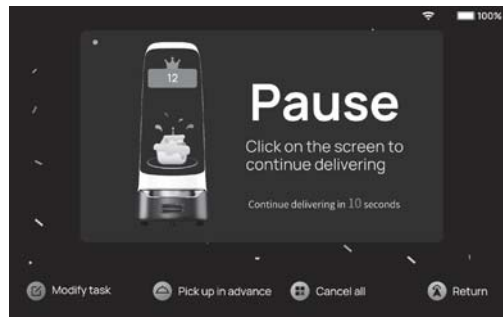 100%
12
Pause
Click on the screen to
continue delivering
Continue delivering in 10 seconds
Modify task
Pick up in advance
Cancel all
Return